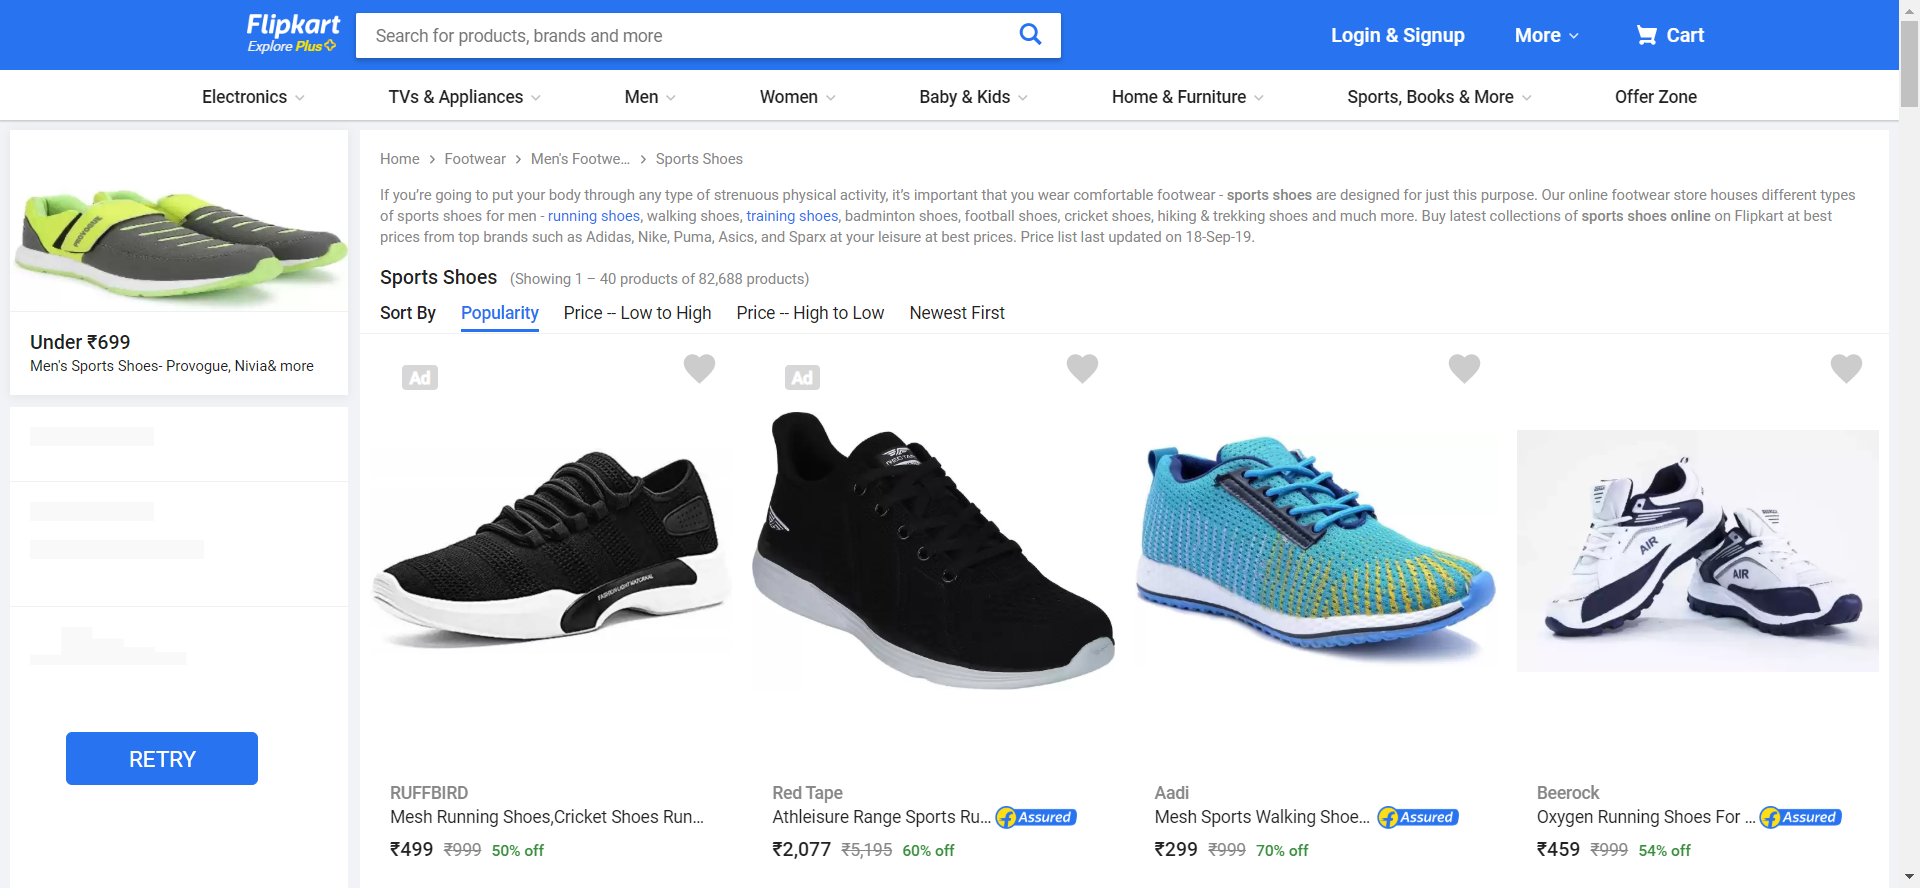 Flipkart
Explore Plus
Search for products, brands and more
Login & Signup
More
Cart
Electronics
TVs & Appliances
Men
Women
Baby & Kids
Home & Furniture
Sports, Books & More
Offer Zone
PROVOGUE
Under ₹699
Men's Sports Shoes- Provogue, Nivia& more
RETRY
Home > Footwear > Men's Footwe... > Sports Shoes
If you’re going to put your body through any type of strenuous physical activity, it’s important that you wear comfortable footwear - sports shoes are designed for just this purpose. Our online footwear store houses different types
of sports shoes for men - running shoes, walking shoes, training shoes, badminton shoes, football shoes, cricket shoes, hiking & trekking shoes and much more. Buy latest collections of sports shoes online on Flipkart at best
prices from top brands such as Adidas, Nike, Puma, Asics, and Sparx at your leisure at best prices. Price list last updated on 18-Sep-19.
Sports Shoes (Showing 1 – 40 products of 82,688 products)
Sort By Popularity Price -- Low to High Price -- High to Low Newest First
Ad
RUFFBIRD
Mesh Running Shoes,Cricket Shoes Run...
₹499 ₹999 50% off
Ad
Red Tape
Athleisure Range Sports Ru... Assured
₹2,077 ₹5,195 60% off
Aadi
Mesh Sports Walking Shoe... Assured
₹299 ₹999 70% off
AIR
AIR
Beerock
Oxygen Running Shoes For ... Assured
₹459 ₹999 54% off